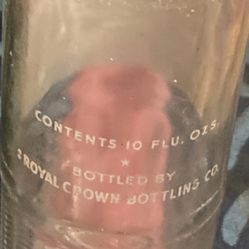 CONTENTS 10 FLU. OZS.
★
BOTTLED BY
ROYAL CROWN BOTTLING CO.